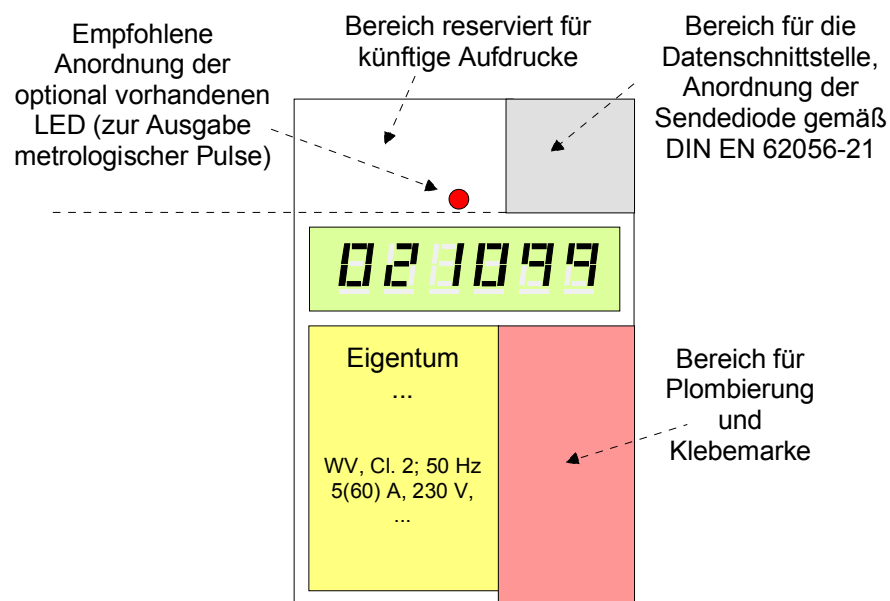 Empfohlene
Anordnung der
optional vorhandenen
LED (zur Ausgabe
metrologischer Pulse)
Bereich reserviert für
künftige Aufdrucke
Bereich für die
Datenschnittstelle,
Anordnung der
Sendediode gemäß
DIN EN 62056-21
021099
Eigentum
...
WV, Cl. 2; 50 Hz
5(60) A, 230 V,
...
Bereich für
Plombierung
und
Klebemarke